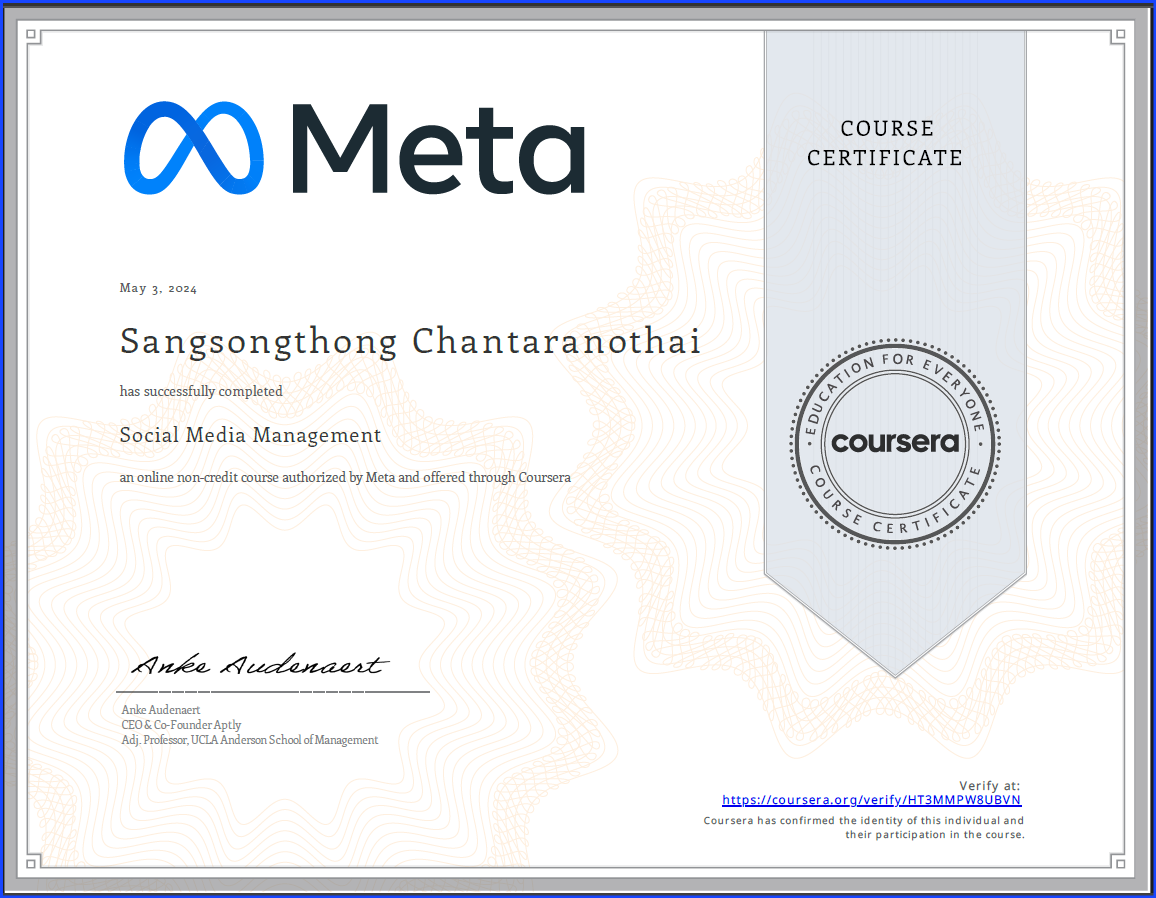 Meta
COURSE
CERTIFICATE
May 3, 2024
Sangsongthong Chantaranothai
has successfully completed
Social Media Management
an online non-credit course authorized by Meta and offered through Coursera
EDUCATION FOR EVERYONE
coursera
COURSE CERTIFICATE
Anke Audenaert
Anke Audenaert
CEO & Co-Founder Aptly
Adj. Professor, UCLA Anderson School of Management
Verify at:
https://coursera.org/verify/HT3MMPW8UBVN
Coursera has confirmed the identity of this individual and
their participation in the course.